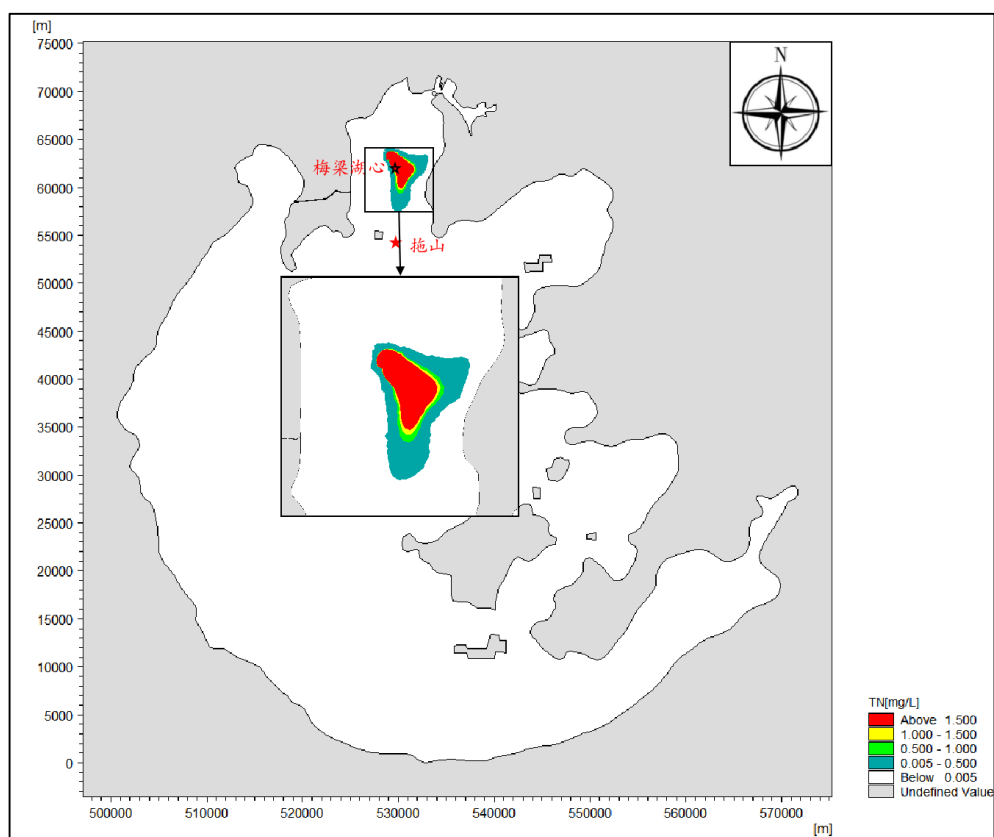 [m]
75000
N
70000
65000
梅梁湖心
60000
55000
拖山
50000
45000
40000
35000
30000
25000
20000
15000
10000
5000
0
TN[mg/L]
Above 1.500
1.000 - 1.500
0.500 - 1.000
0.005 - 0.500
Below 0.005
Undefined Value
500000 510000 520000 530000 540000 550000 560000 570000
[m]